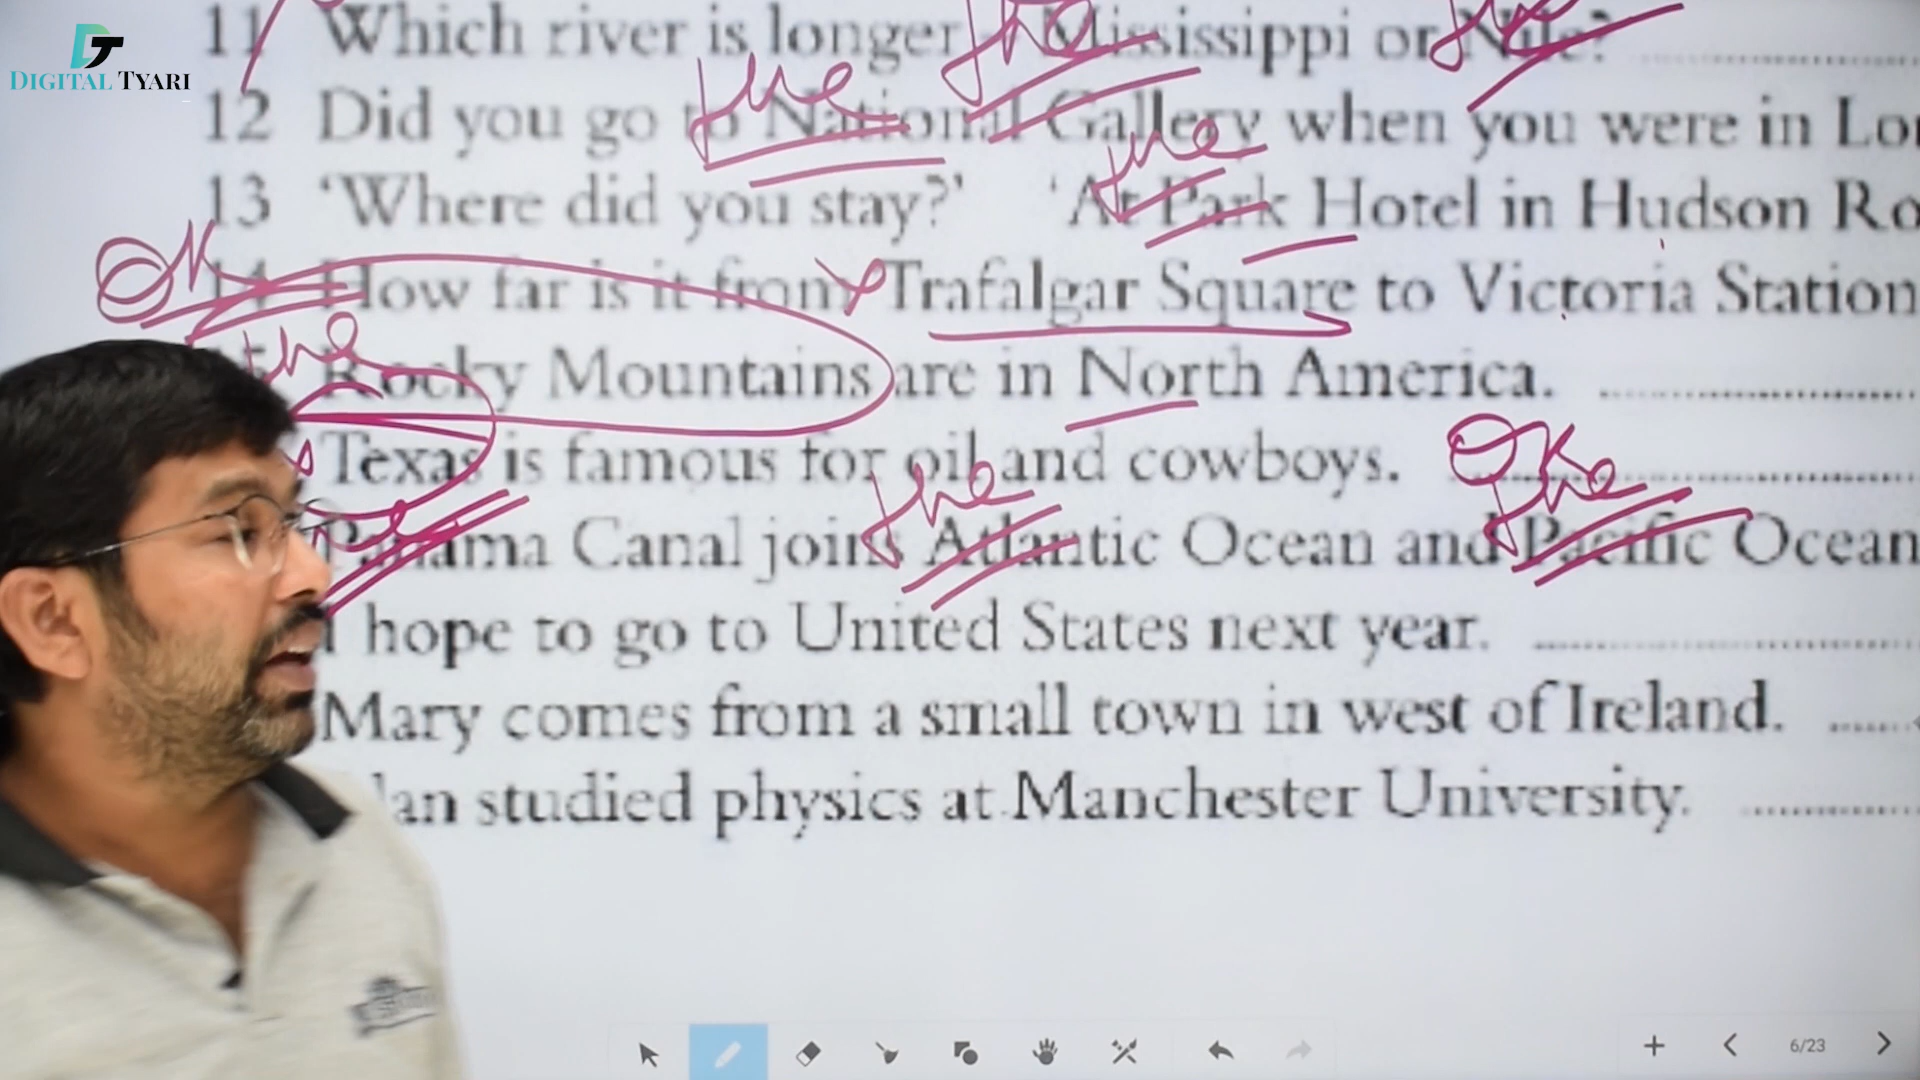 DT
DIGITAL TYARI
11 Which river is longer, the Mississippi or the Nile?
12 Did you go to the National Gallery when you were in Lo
13 ‘Where did you stay?’ ‘At the Park Hotel in Hudson Ro
OK 14 How far is it from x Trafalgar Square to Victoria Station
the Rocky Mountains are in North America.
x Texas is famous for oil and cowboys. OK
Panama Canal joins the Atlantic Ocean and the Pacific Ocean
I hope to go to United States next year.
Mary comes from a small town in west of Ireland.
lan studied physics at Manchester University.
6/23